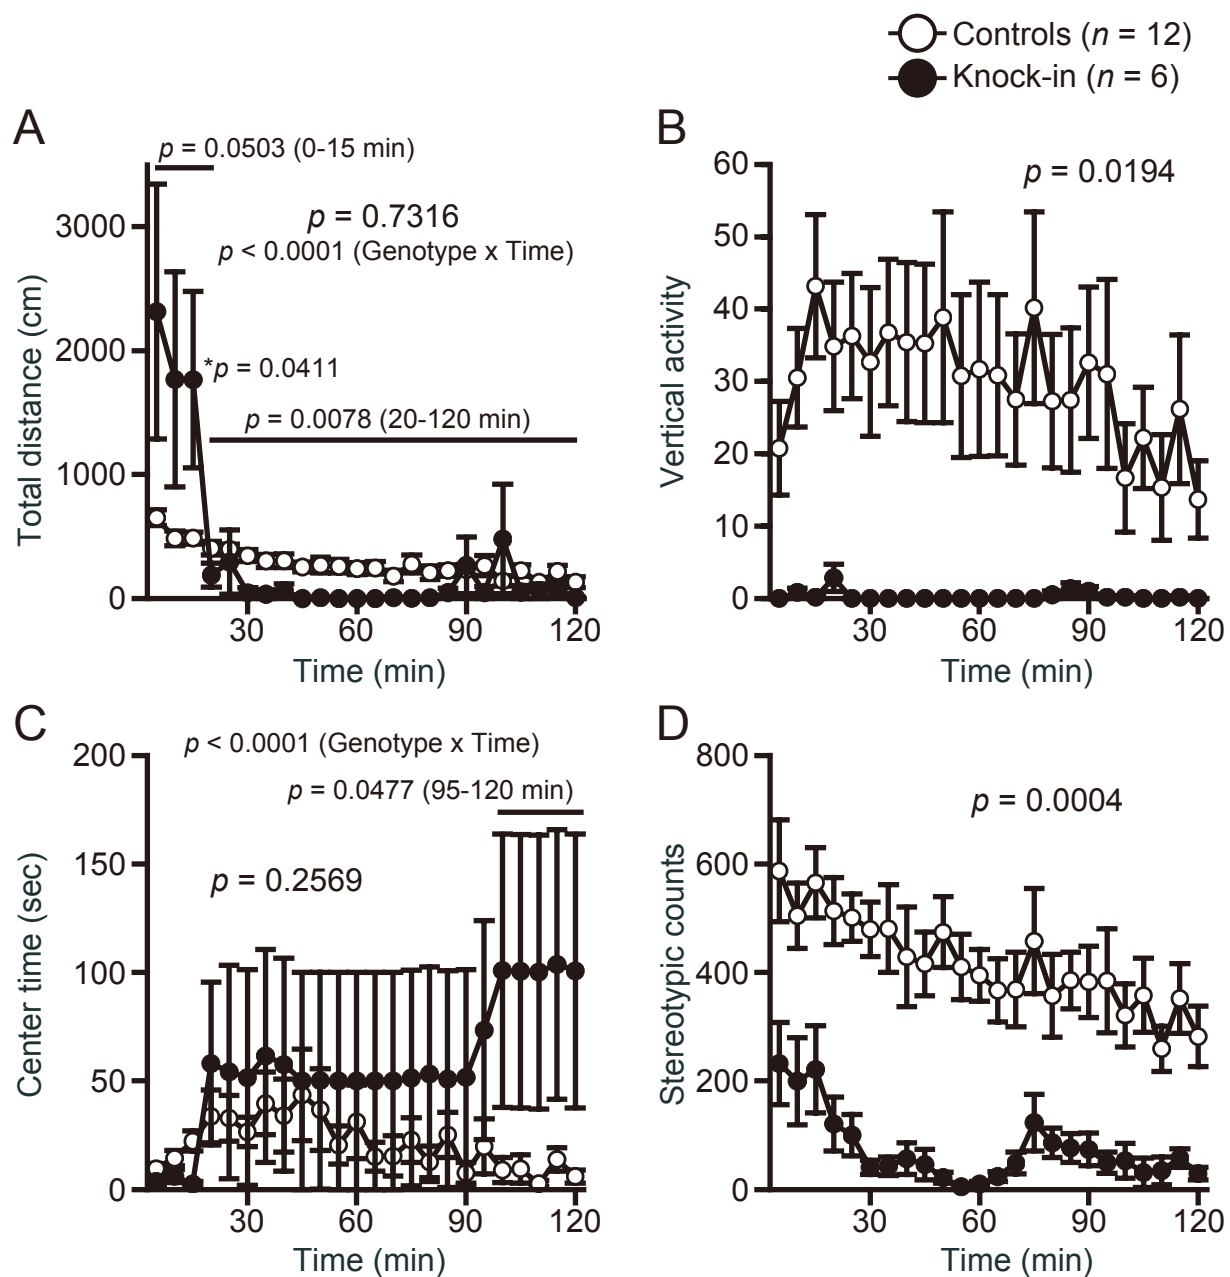 Controls (n = 12)
Knock-in (n = 6)
A
p = 0.0503 (0-15 min)
p = 0.7316
p < 0.0001 (Genotype x Time)
*p = 0.0411
p = 0.0078 (20-120 min)
Total distance (cm)
3000
2000
1000
0
30 60 90 120
Time (min)
B
p = 0.0194
Vertical activity
60
50
40
30
20
10
0
30 60 90 120
Time (min)
C
p < 0.0001 (Genotype x Time)
p = 0.0477 (95-120 min)
p = 0.2569
Center time (sec)
200
150
100
50
0
30 60 90 120
Time (min)
D
p = 0.0004
Stereotypic counts
800
600
400
200
0
30 60 90 120
Time (min)